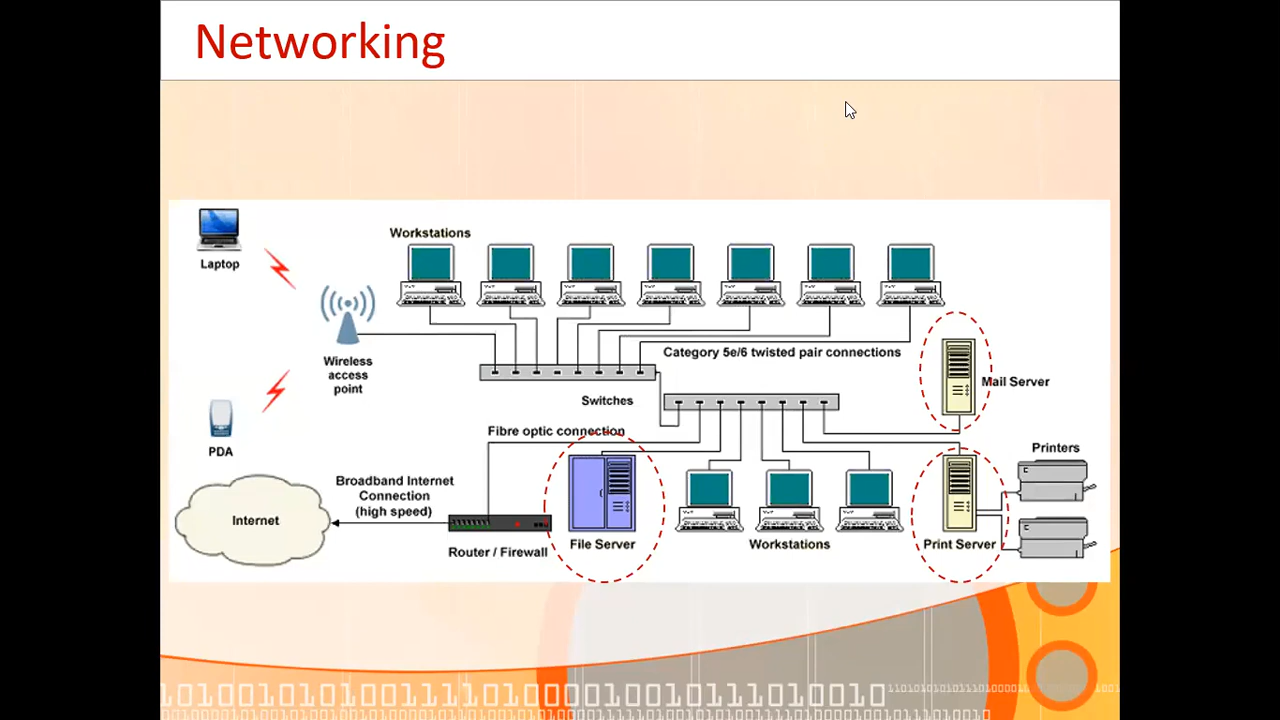 Networking
Laptop
Workstations
Wireless
access
point
Category 5e/6 twisted pair connections
Mail Server
Switches
PDA
Fibre optic connection
Printers
Broadband Internet
Connection
(high speed)
Internet
Router / Firewall
File Server
Workstations
Print Server